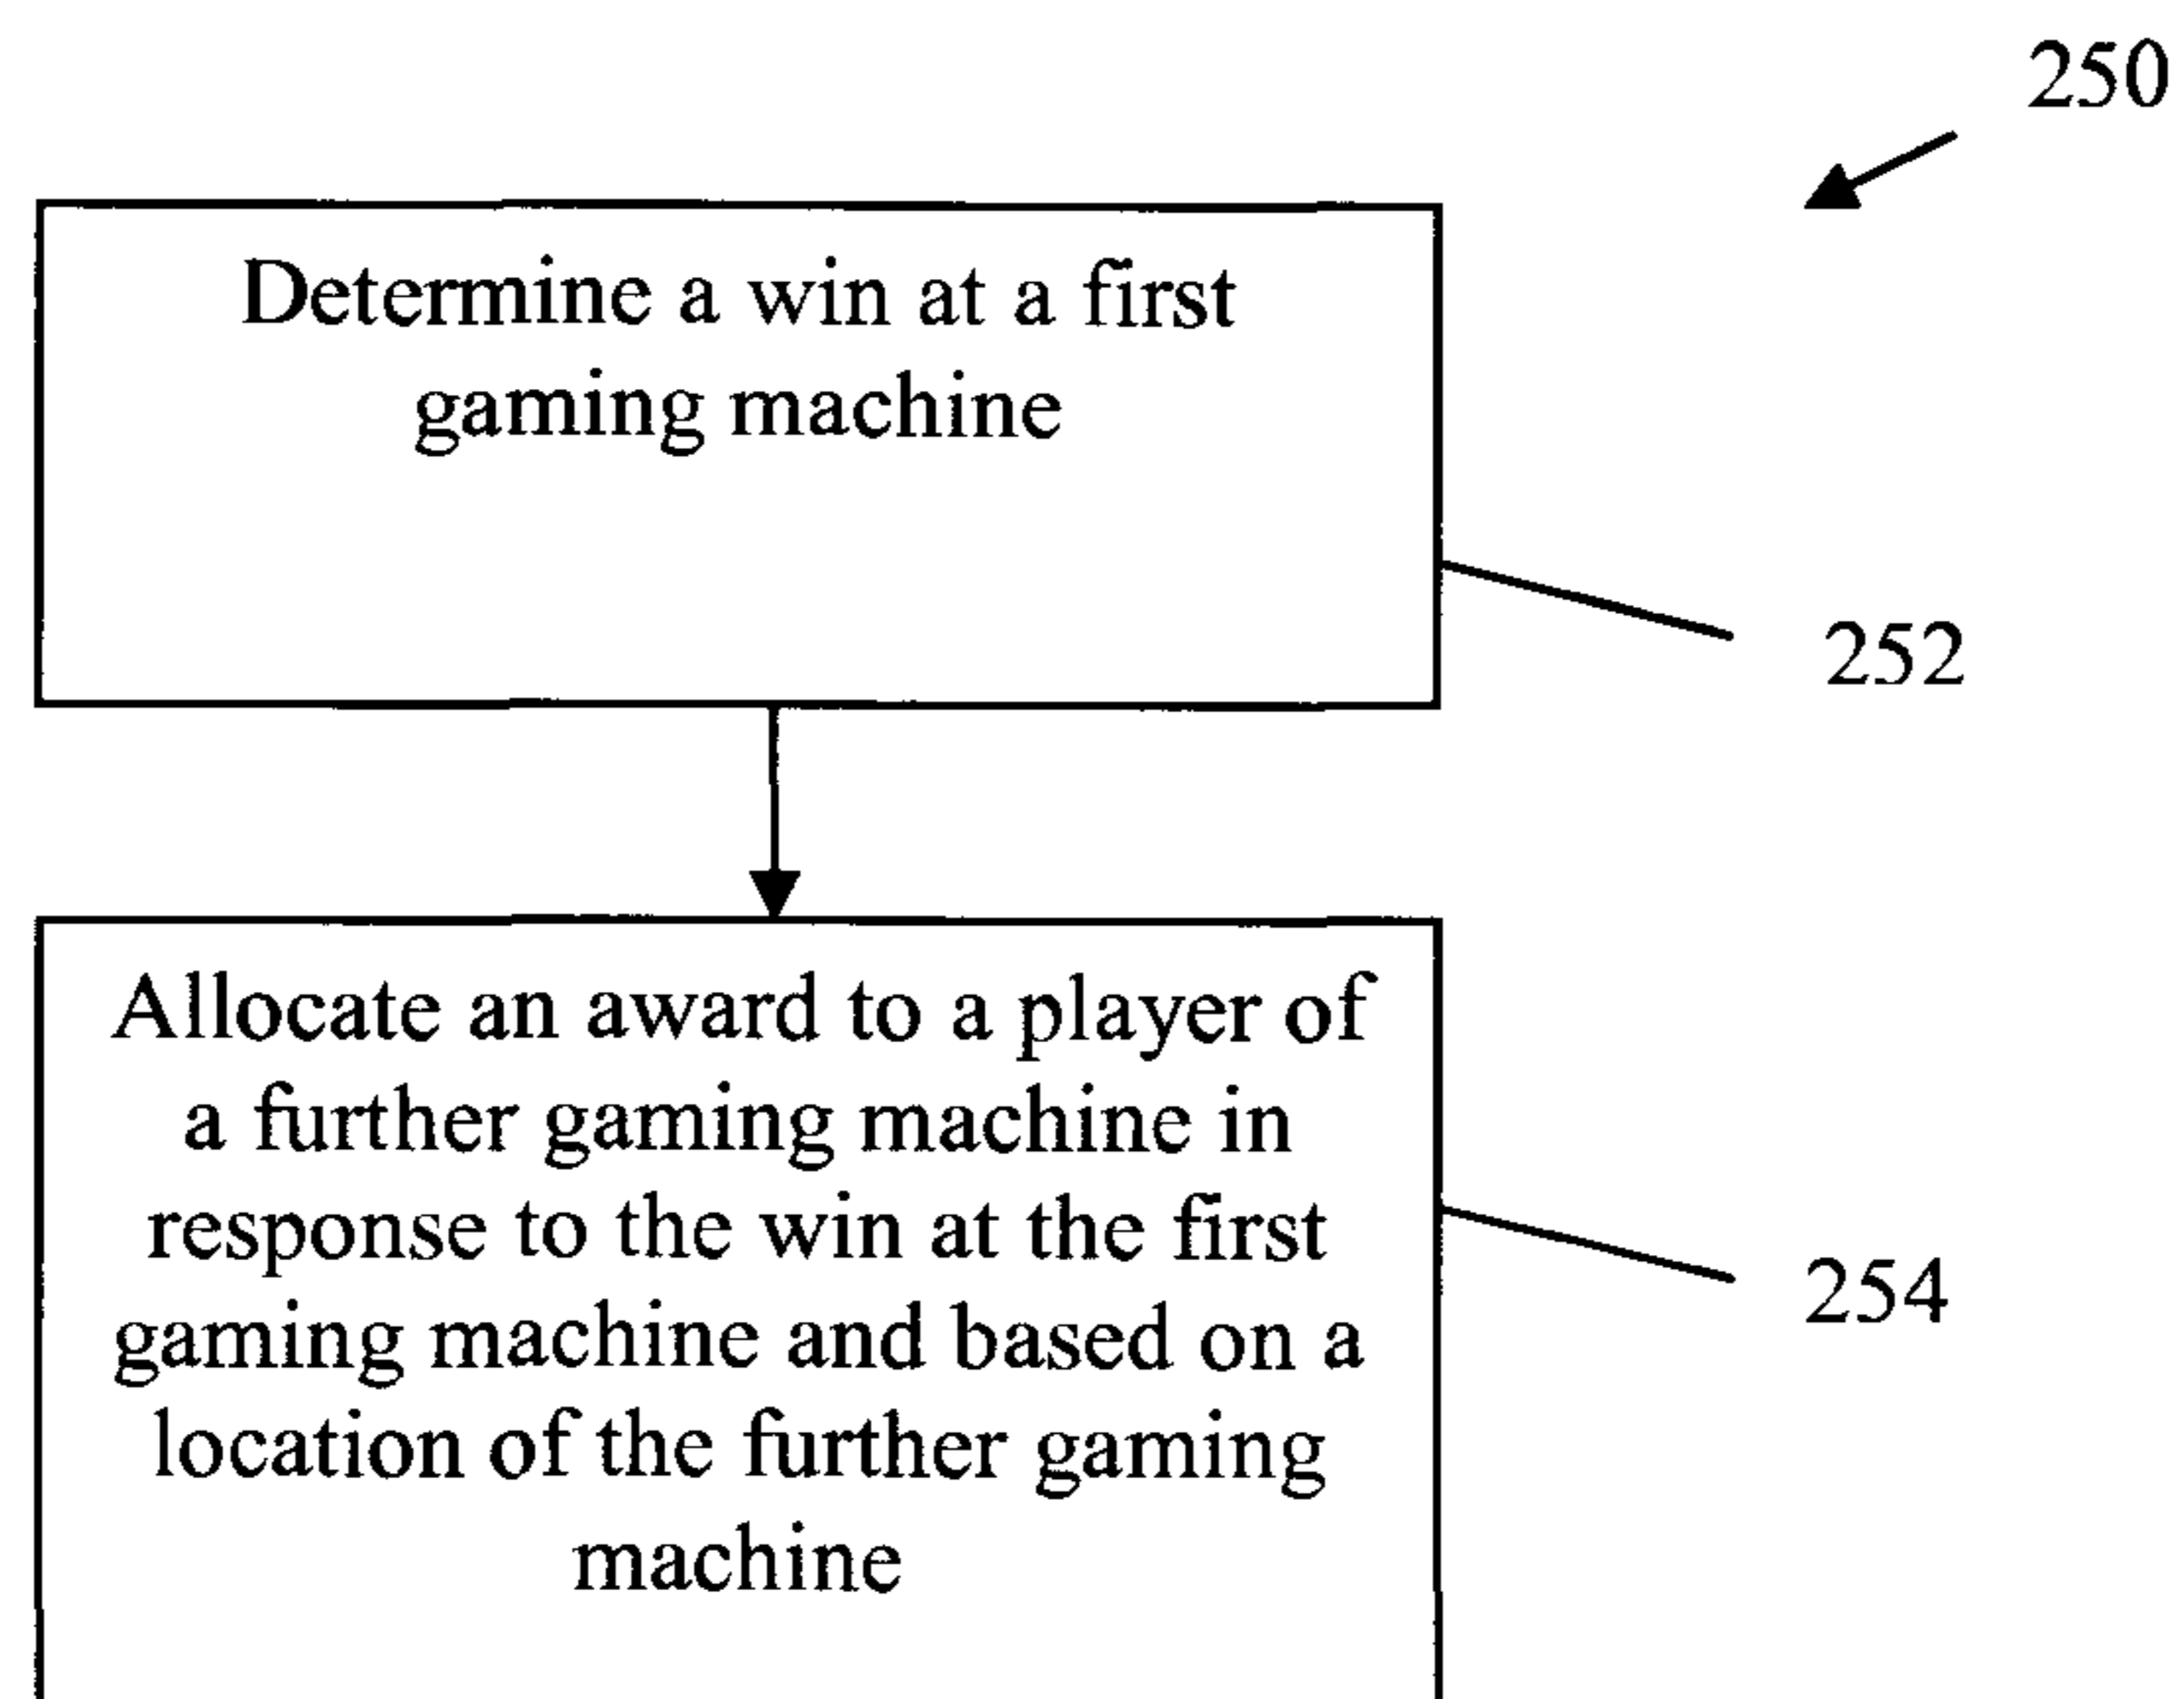 250
Determine a win at a first
gaming machine
252
Allocate an award to a player of
a further gaming machine in
response to the win at the first
gaming machine and based on a
location of the further gaming
machine
254